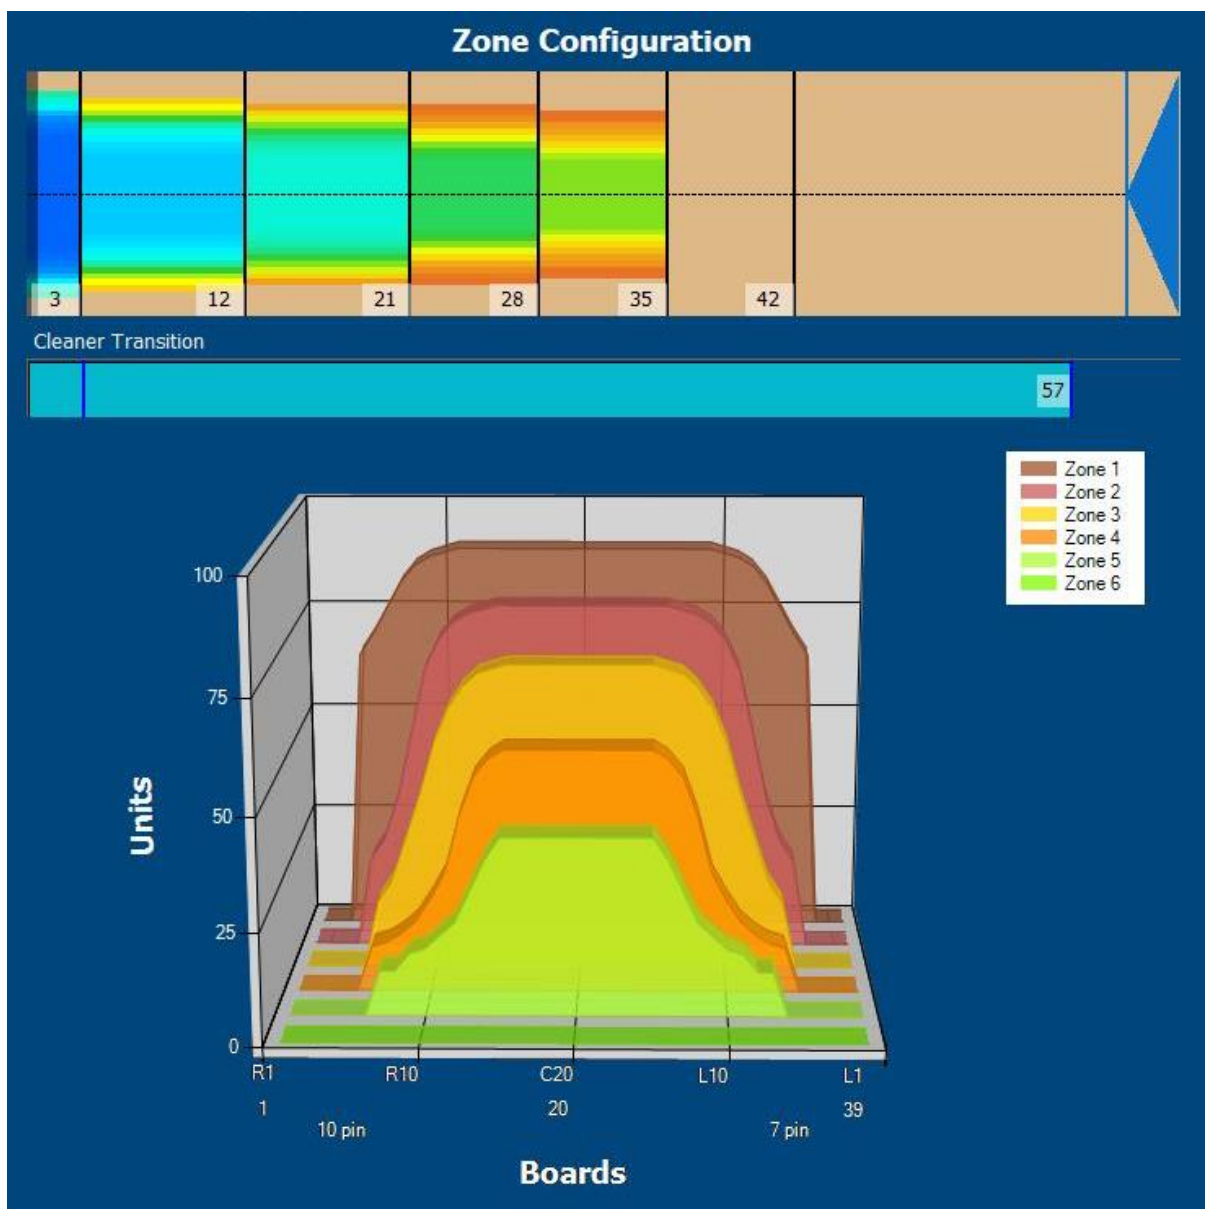 Zone Configuration
3 12 21 28 35 42
Cleaner Transition
57
Zone 1
Zone 2
Zone 3
Zone 4
Zone 5
Zone 6
100
75
50
25
0
Units
R1 R10 C20 L10 L1
1 20 39
10 pin 7 pin
Boards